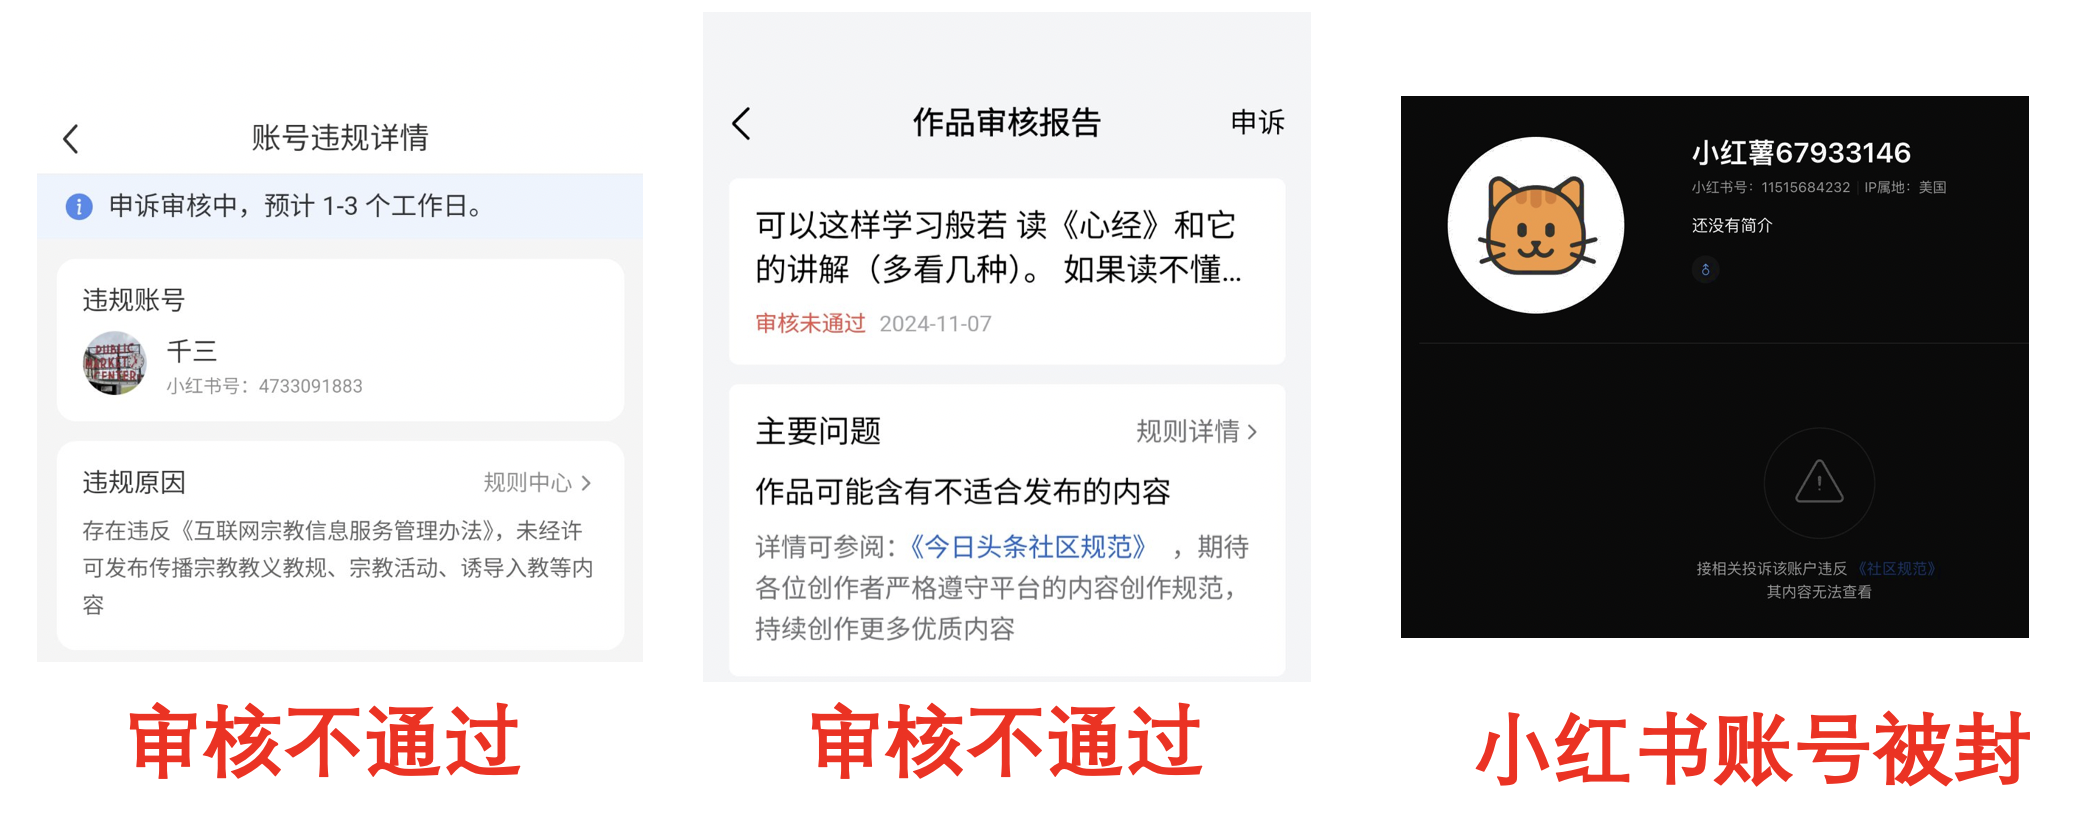 账号违规详情
申诉审核中，预计 1-3 个工作日。
违规账号
PUBLIC
MARKET
CENTER
千三
小红书号：4733091883
违规原因
规则中心 >
存在违反《互联网宗教信息服务管理办法》，未经许
可发布传播宗教教义教规、宗教活动、诱导入教等内
容
审核不通过
作品审核报告
申诉
可以这样学习般若 读《心经》和它
的讲解（多看几种）。 如果读不懂...
审核未通过 2024-11-07
主要问题
规则详情 >
作品可能含有不适合发布的内容
详情可参阅：《今日头条社区规范》 ，期待
各位创作者严格遵守平台的内容创作规范，
持续创作更多优质内容
审核不通过
小红薯67933146
小红书号：11515684232 IP属地：美国
还没有简介
接相关投诉该账户违反 《社区规范》
其内容无法查看
小红书账号被封